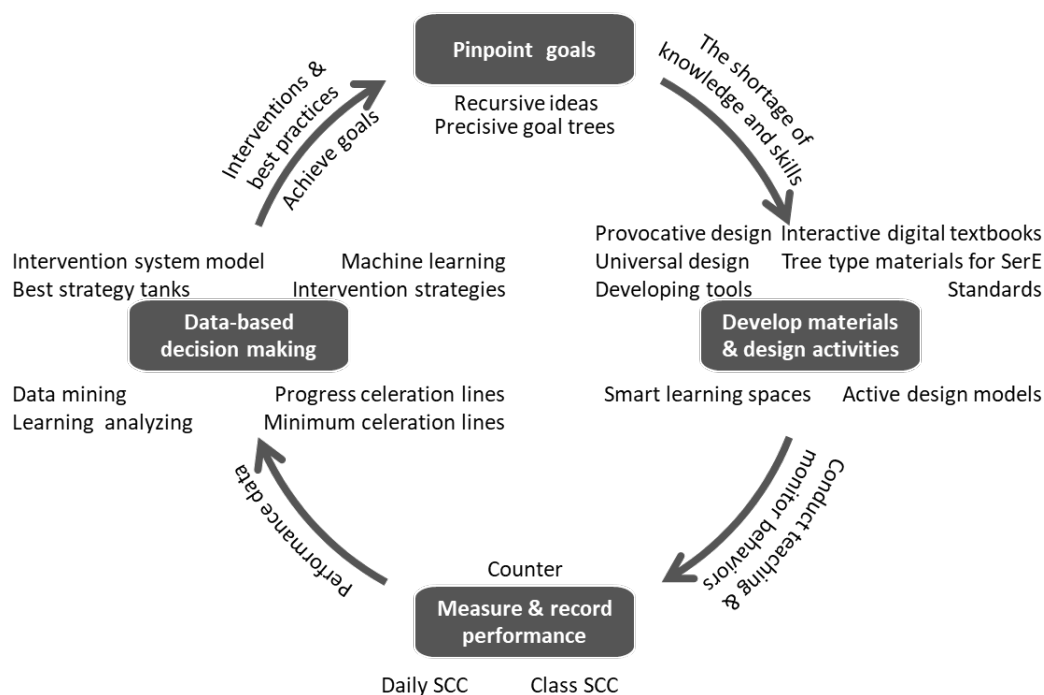 Pinpoint goals
Recursive ideas
Precisive goal trees
The shortage of
knowledge and skills
Provocative design
Interactive digital textbooks
Universal design
Tree type materials for SerE
Developing tools
Standards
Develop materials
& design activities
Smart learning spaces
Active design models
Conduct teaching &
monitor behaviors
Counter
Measure & record
performance
Daily SCC
Class SCC
Performance data
Intervention system model
Machine learning
Best strategy tanks
Intervention strategies
Data-based
decision making
Data mining
Progress celeration lines
Learning analyzing
Minimum celeration lines
Interventions &
best practices
Achieve goals